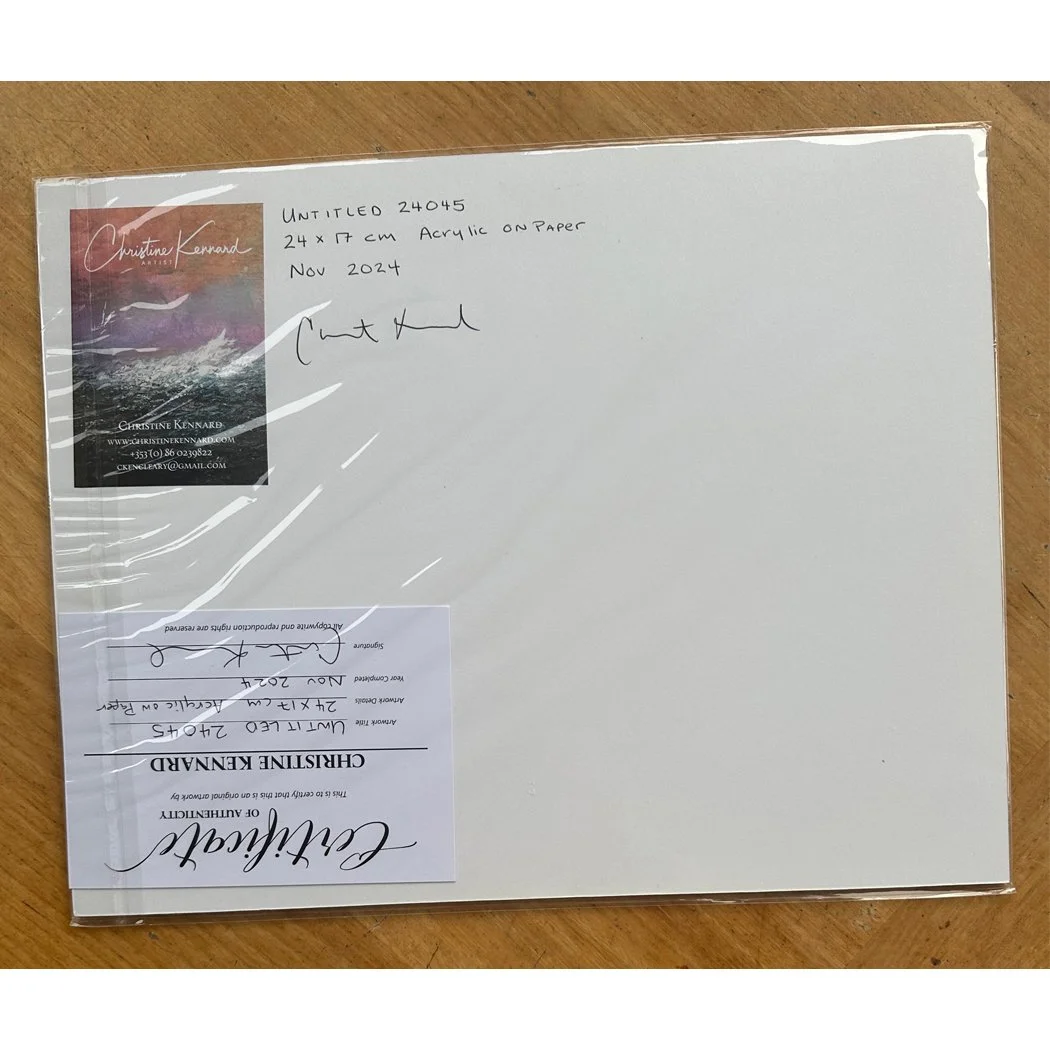 Christine Kennard
ARTIST
CHRISTINE KENNARD
WWW.CHRISTINEKENNARD.COM
+353 (0) 86 0239822
CKENCLEARY@GMAIL.COM
UNTITLED 24045
24 x 17 cm Acrylic on Paper
Nov 2024
Certificate
OF AUTHENTICITY
This is to certify that this is an original artwork by
CHRISTINE KENNARD
Artwork Title UNTITLED 24045
Artwork Details 24 x 17 cm Acrylic on Paper
Year Completed Nov 2024
Signature
All copywrite and reproduction rights are reserved